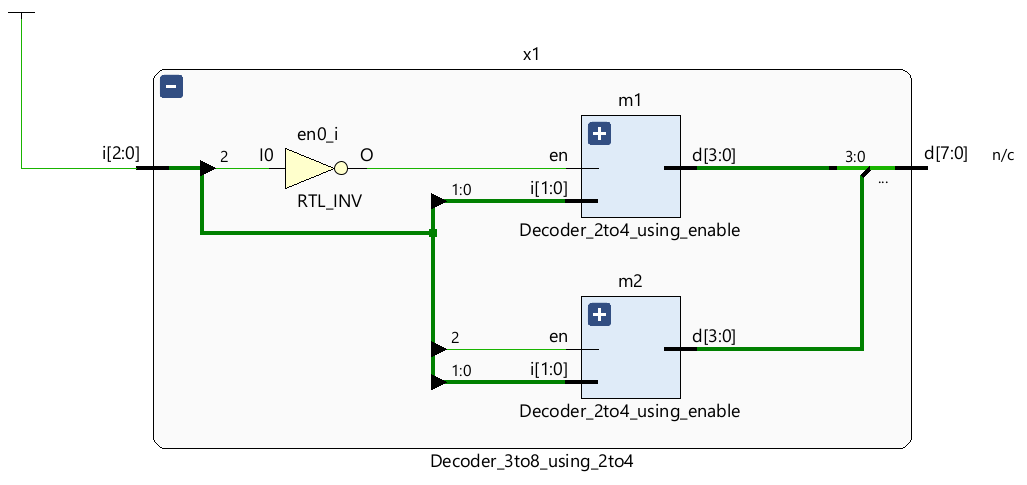 x1
m1
en0_i
i[2:0]
2
I0
O
en
d[3:0]
3:0
d[7:0]
n/c
...
1:0
i[1:0]
RTL_INV
Decoder_2to4_using_enable
m2
2
en
d[3:0]
1:0
i[1:0]
Decoder_2to4_using_enable
Decoder_3to8_using_2to4